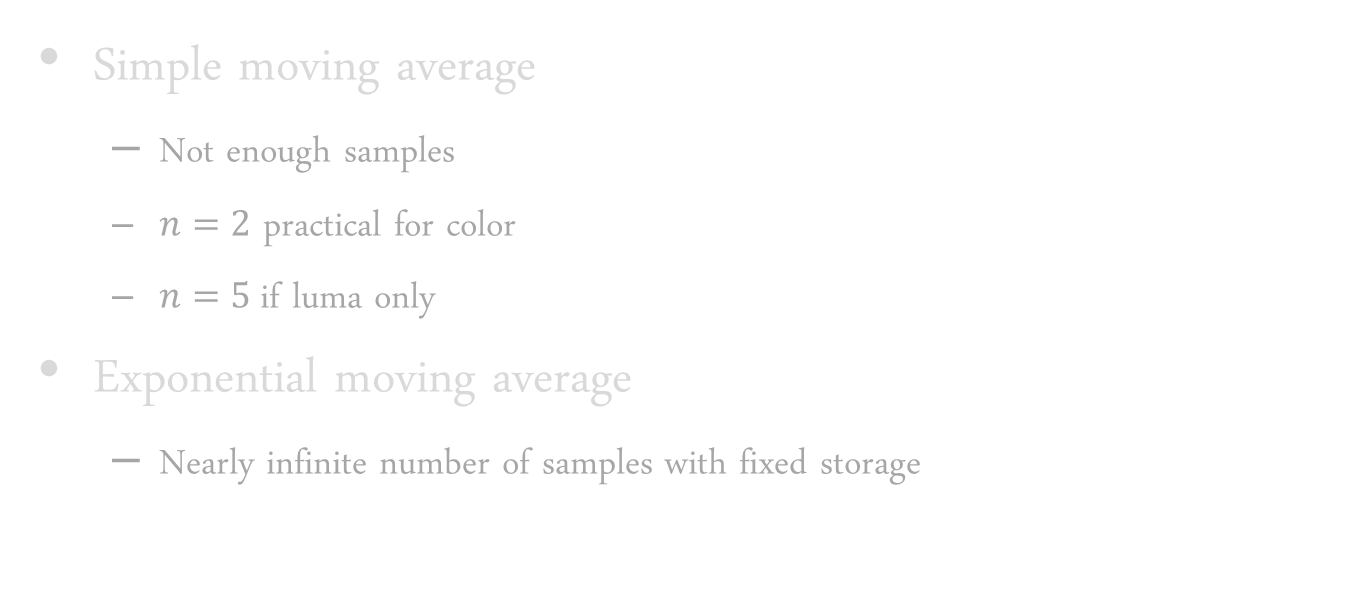 • Simple moving average
– Not enough samples
– n = 2 practical for color
– n = 5 if luma only
• Exponential moving average
– Nearly infinite number of samples with fixed storage